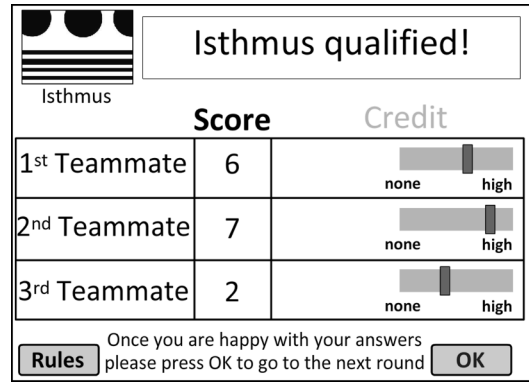 Isthmus qualified!
Isthmus
Score Credit
1st Teammate 6
none high
2nd Teammate 7
none high
3rd Teammate 2
none high
Once you are happy with your answers
Rules please press OK to go to the next round OK